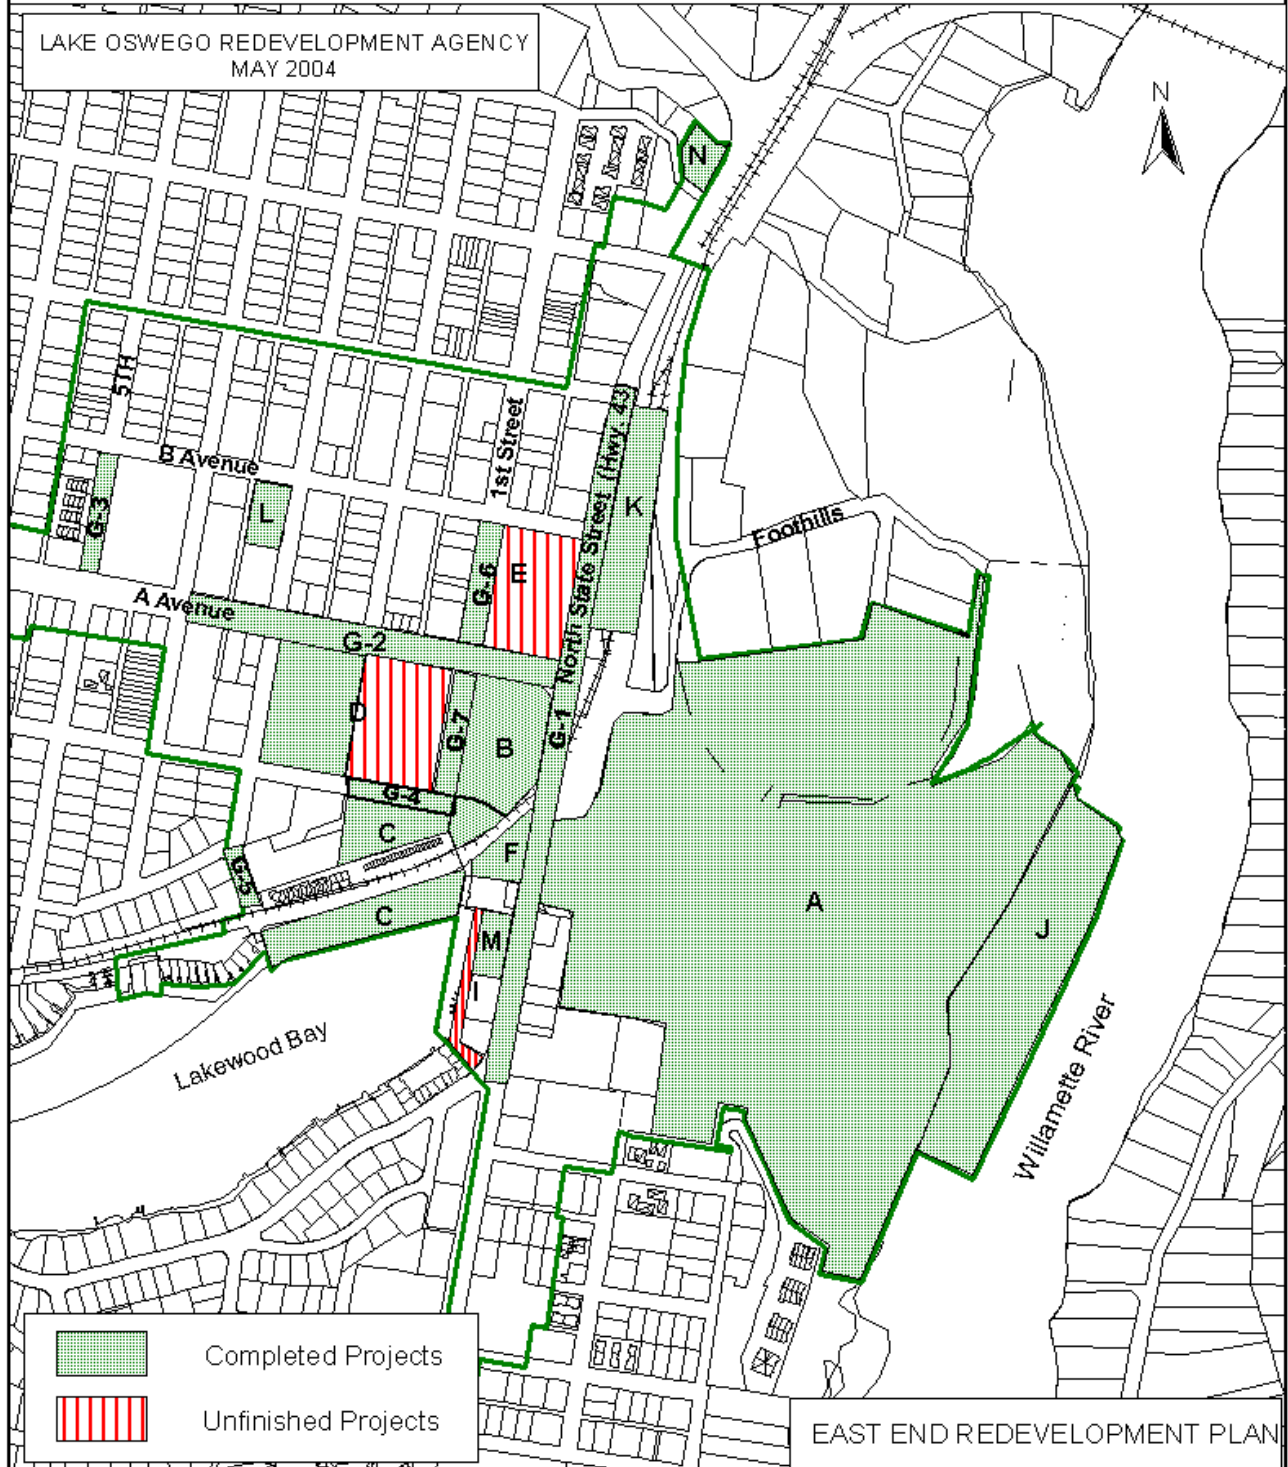 LAKE OSWEGO REDEVELOPMENT AGENCY
MAY 2004
N
N
5TH
B Avenue
1st Street
North State Street (Hwy. 43)
K
G-3
L
Foothills
G-6
E
A Avenue
G-2
D
G-7
B
G-1
G-4
C
F
G-5
A
C
M
J
I
Lakewood Bay
Willamette River
Completed Projects
Unfinished Projects
EAST END REDEVELOPMENT PLAN